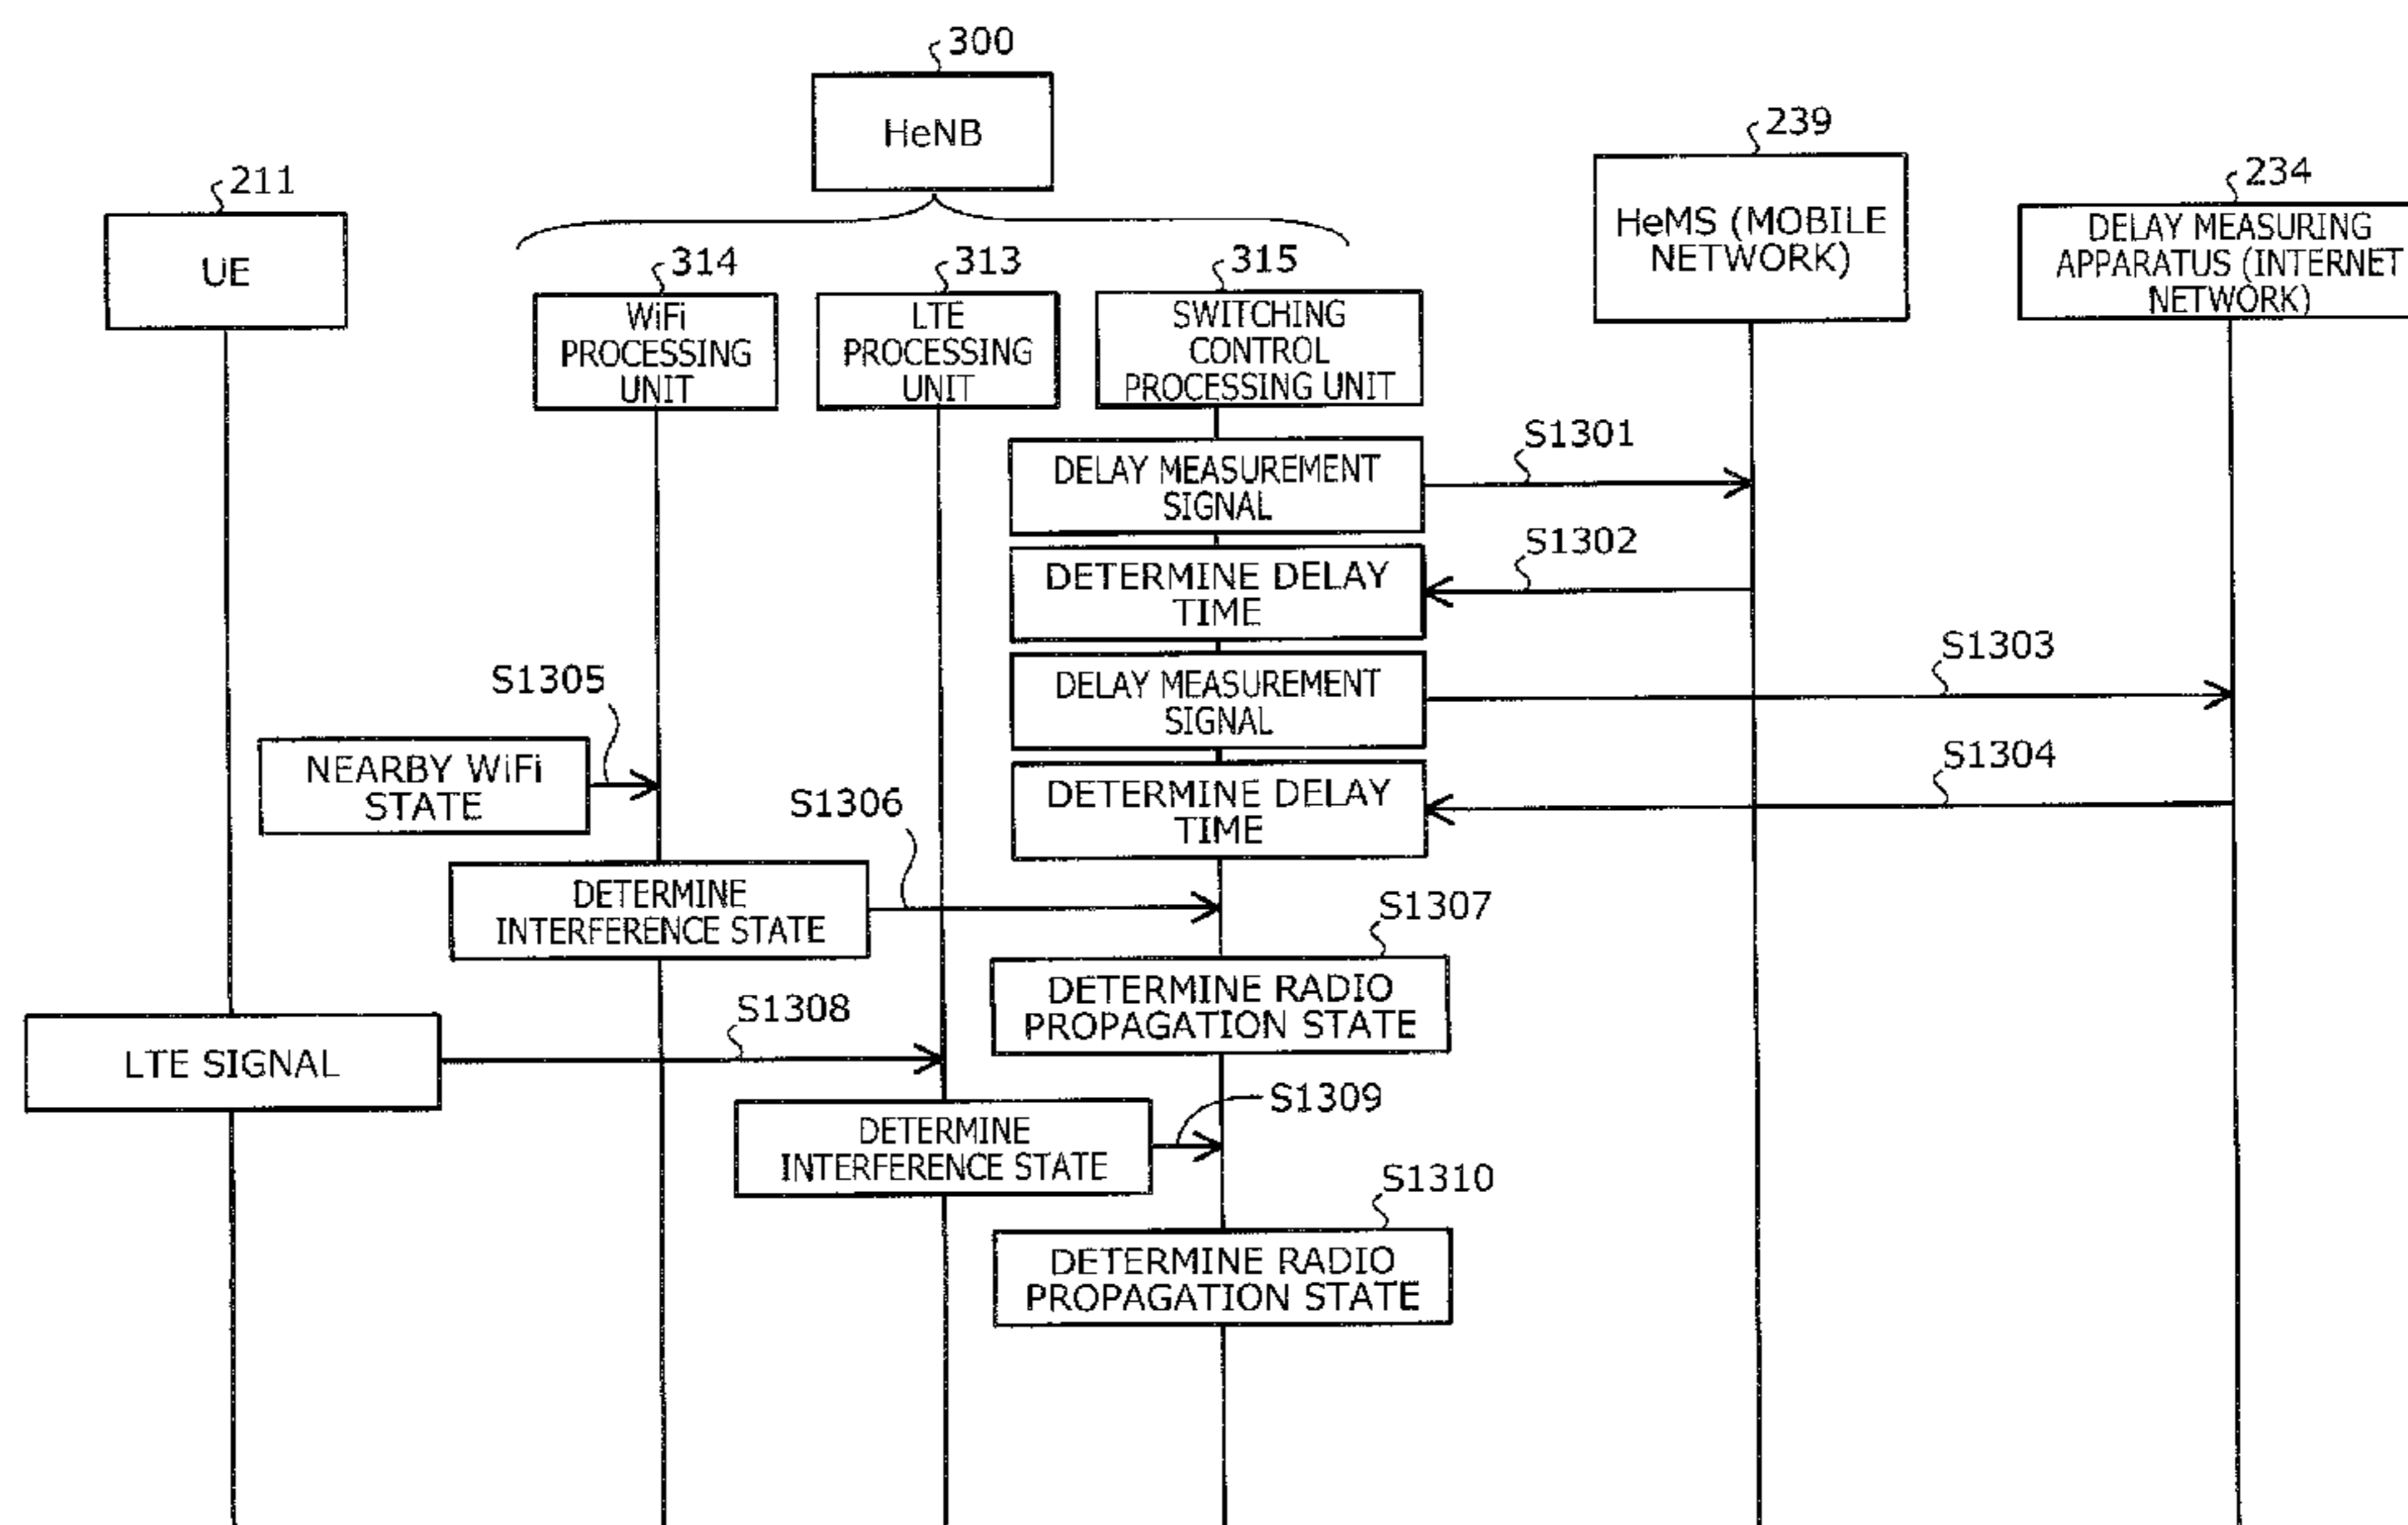 300
HeNB
239
HeMS (MOBILE
NETWORK)
234
DELAY MEASURING
APPARATUS (INTERNET
NETWORK)
211
UE
314
WiFi
PROCESSING
UNIT
313
LTE
PROCESSING
UNIT
315
SWITCHING
CONTROL
PROCESSING UNIT
DELAY MEASUREMENT
SIGNAL
S1301
DETERMINE DELAY
TIME
S1302
DELAY MEASUREMENT
SIGNAL
S1303
S1305
NEARBY WiFi
STATE
DETERMINE DELAY
TIME
S1304
S1306
DETERMINE
INTERFERENCE STATE
S1307
DETERMINE RADIO
PROPAGATION STATE
LTE SIGNAL
S1308
DETERMINE
INTERFERENCE STATE
S1309
S1310
DETERMINE RADIO
PROPAGATION STATE